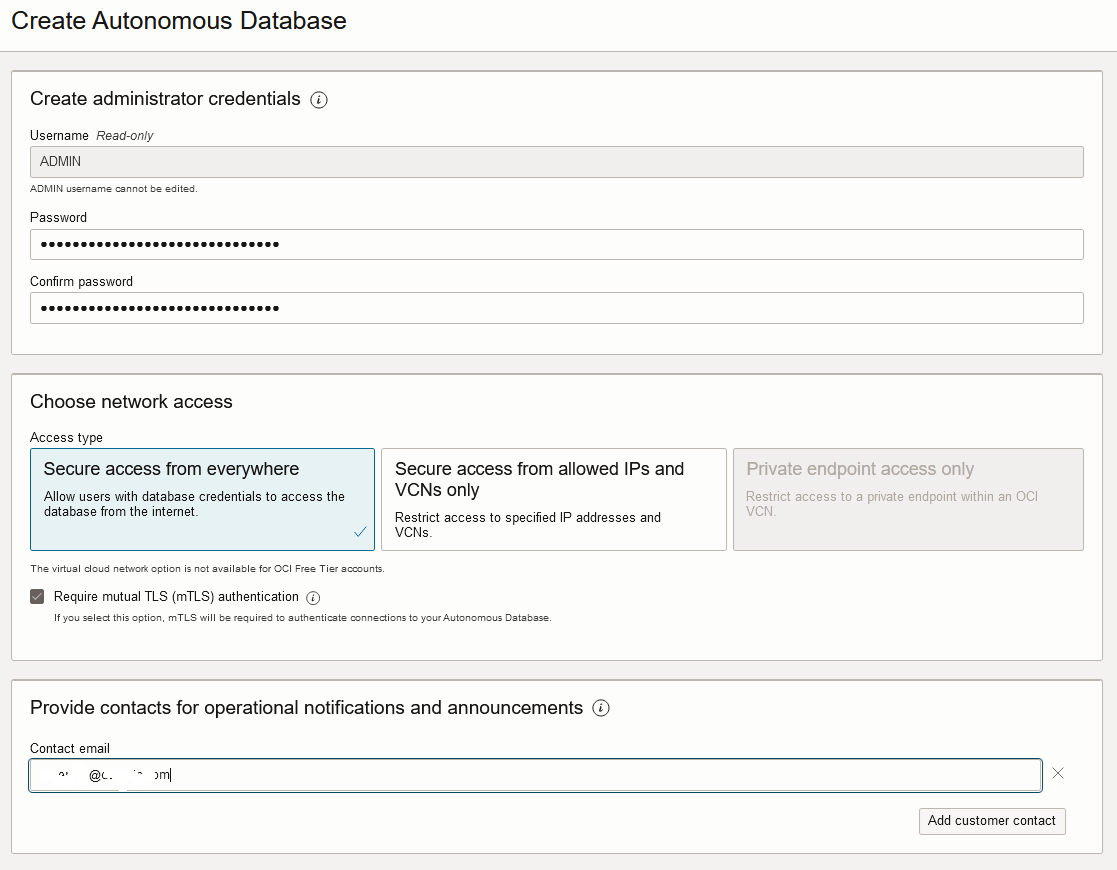 Create Autonomous Database
Create administrator credentials
Username Read-only
ADMIN
ADMIN username cannot be edited.
Password
Confirm password
Choose network access
Access type
Secure access from everywhere
Allow users with database credentials to access the
database from the internet.
Secure access from allowed IPs and
VCNs only
Restrict access to specified IP addresses and
VCNs.
Private endpoint access only
Restrict access to a private endpoint within an OCI
VCN.
The virtual cloud network option is not available for OCI Free Tier accounts.
Require mutual TLS (mTLS) authentication
If you select this option, mTLS will be required to authenticate connections to your Autonomous Database.
Provide contacts for operational notifications and announcements
Contact email
Add customer contact